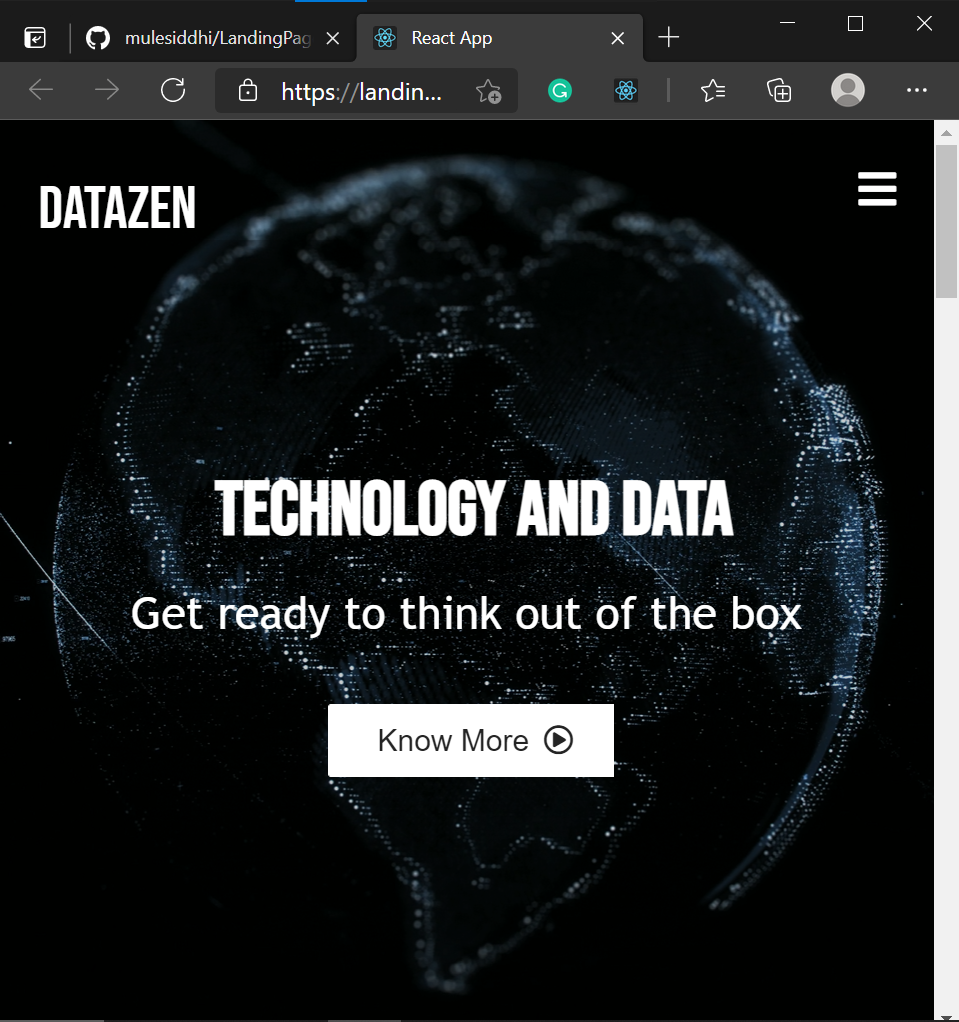 mulesiddhi/LandingPag
React App
https://landin...
DATAZEN
TECHNOLOGY AND DATA
Get ready to think out of the box
Know More